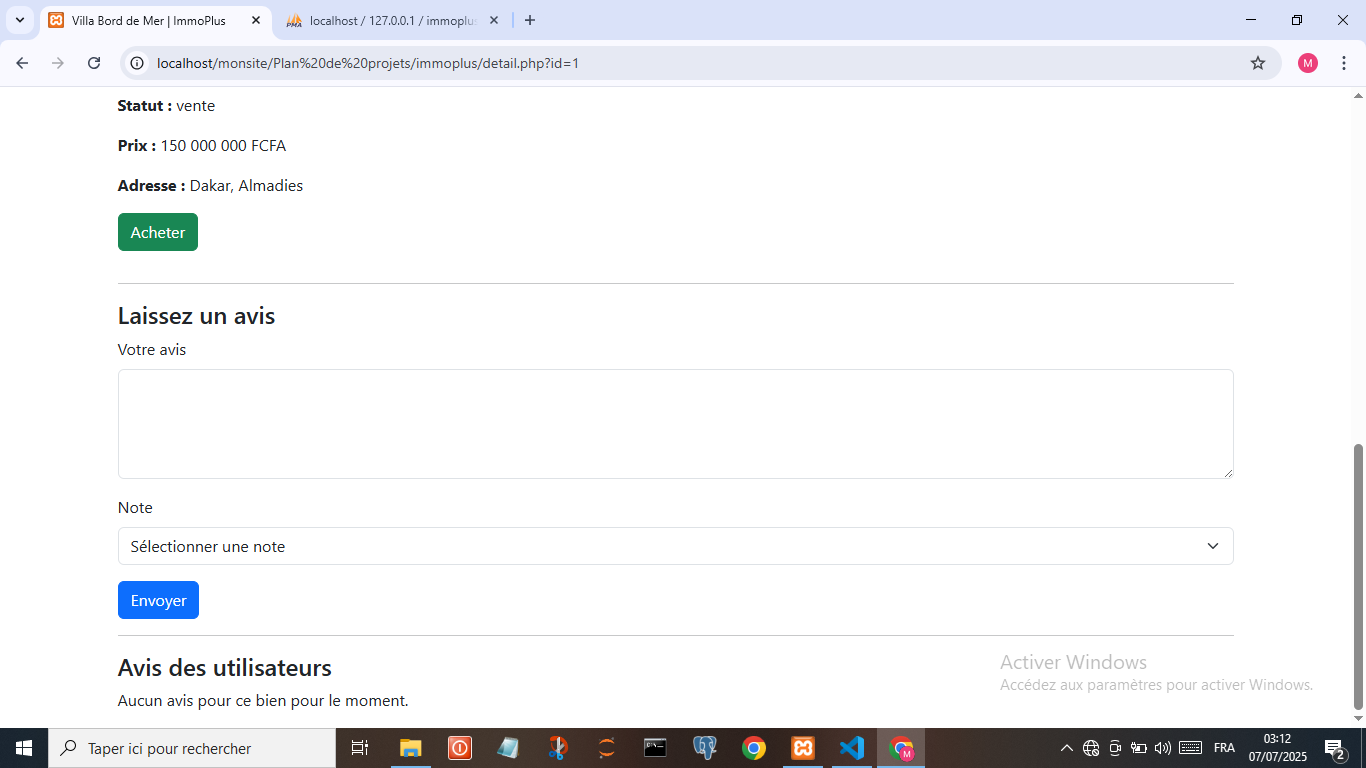 Villa Bord de Mer | ImmoPlus
localhost / 127.0.0.1 / immoplus
localhost/monsite/Plan%20de%20projets/immoplus/detail.php?id=1
M
Statut : vente
Prix : 150 000 000 FCFA
Adresse : Dakar, Almadies
Acheter
Laissez un avis
Votre avis
Note
Sélectionner une note
Envoyer
Avis des utilisateurs
Aucun avis pour ce bien pour le moment.
Activer Windows
Accédez aux paramètres pour activer Windows.
Taper ici pour rechercher
M
FRA
03:12
07/07/2025
2